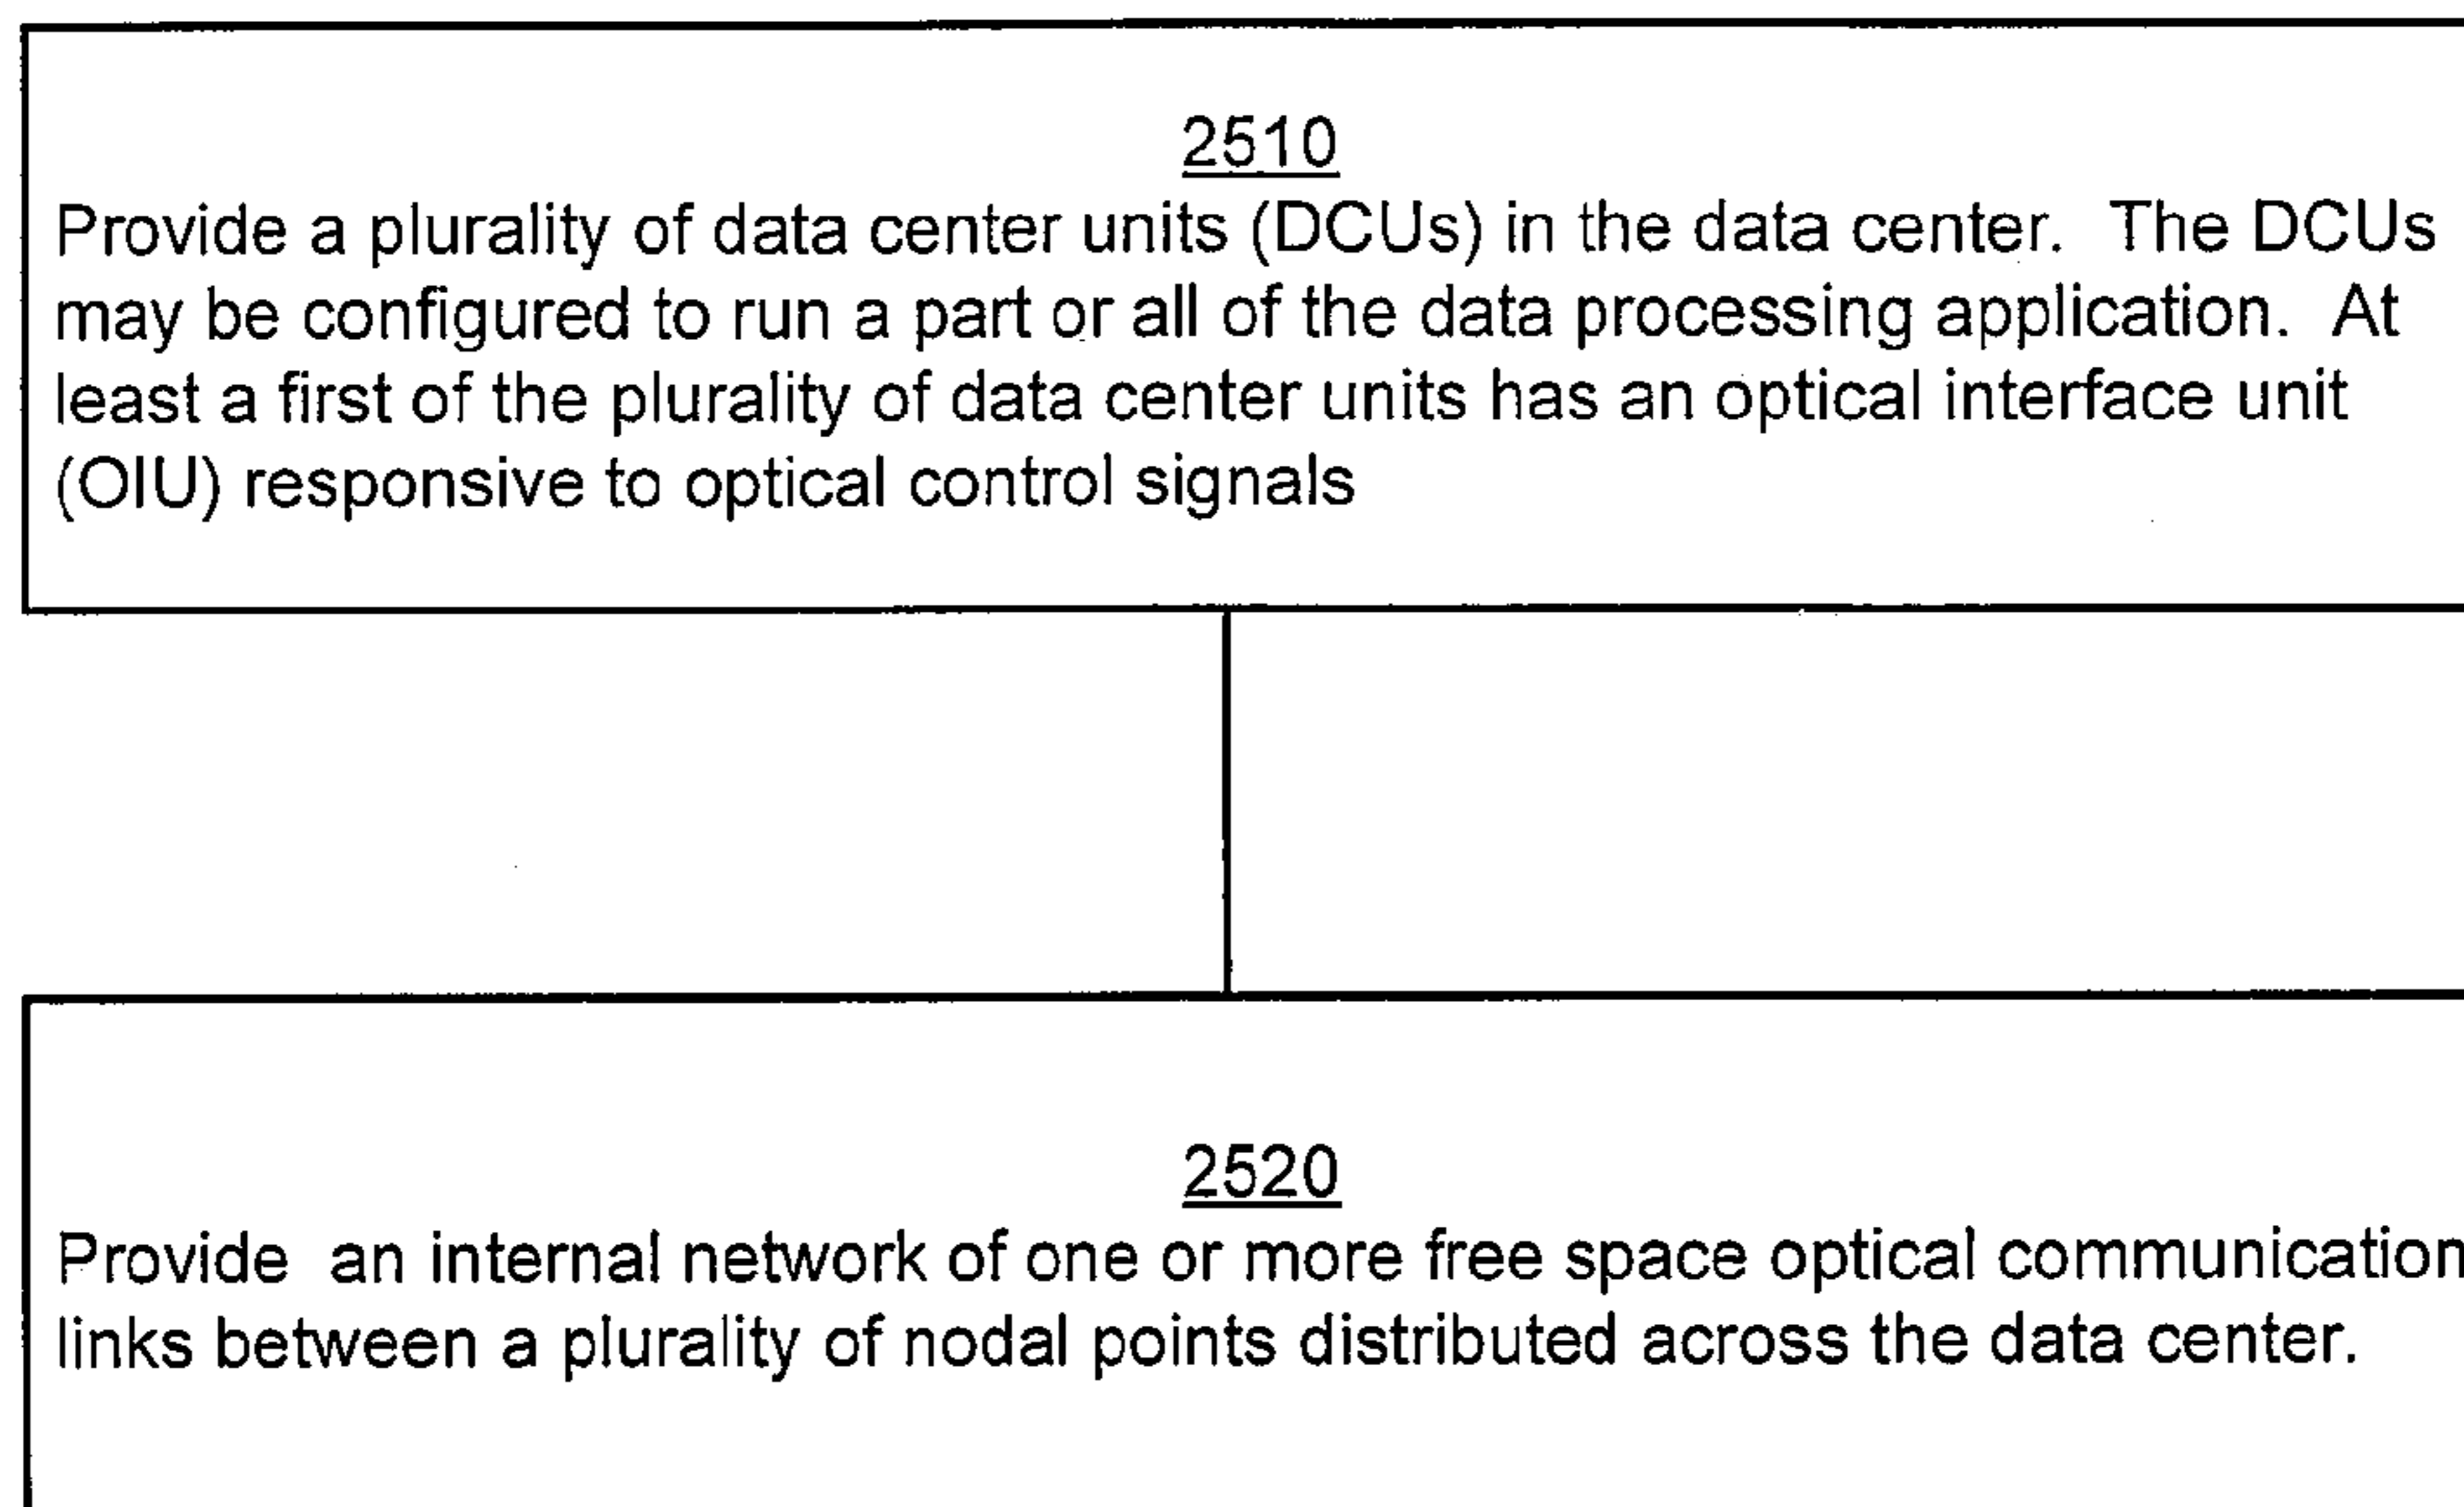 2510
Provide a plurality of data center units (DCUs) in the data center. The DCUs
may be configured to run a part or all of the data processing application. At
least a first of the plurality of data center units has an optical interface unit
(OIU) responsive to optical control signals
2520
Provide an internal network of one or more free space optical communication
links between a plurality of nodal points distributed across the data center.